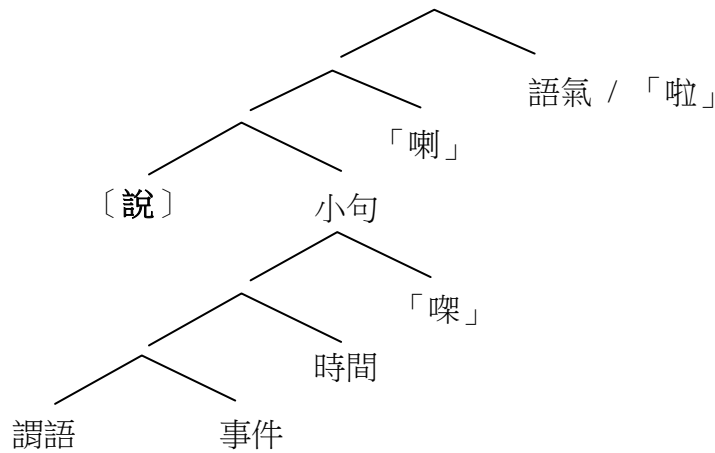 語氣 / 「啦」
「喇」
〔說〕 小句
「㗎」
時間
謂語 事件